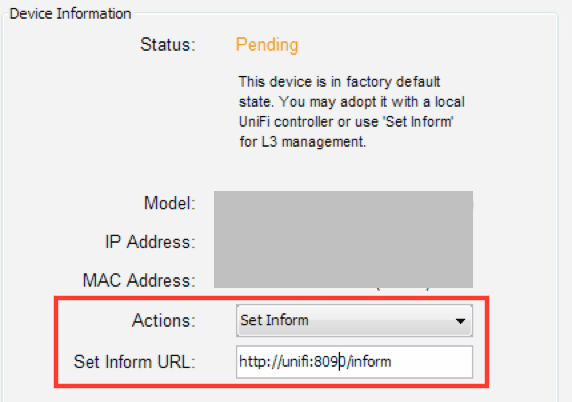 Device Information
Status: Pending
This device is in factory default
state. You may adopt it with a local
UniFi controller or use 'Set Inform'
for L3 management.
Model:
IP Address:
MAC Address:
Actions: Set Inform
Set Inform URL: http://unifi:8090/inform